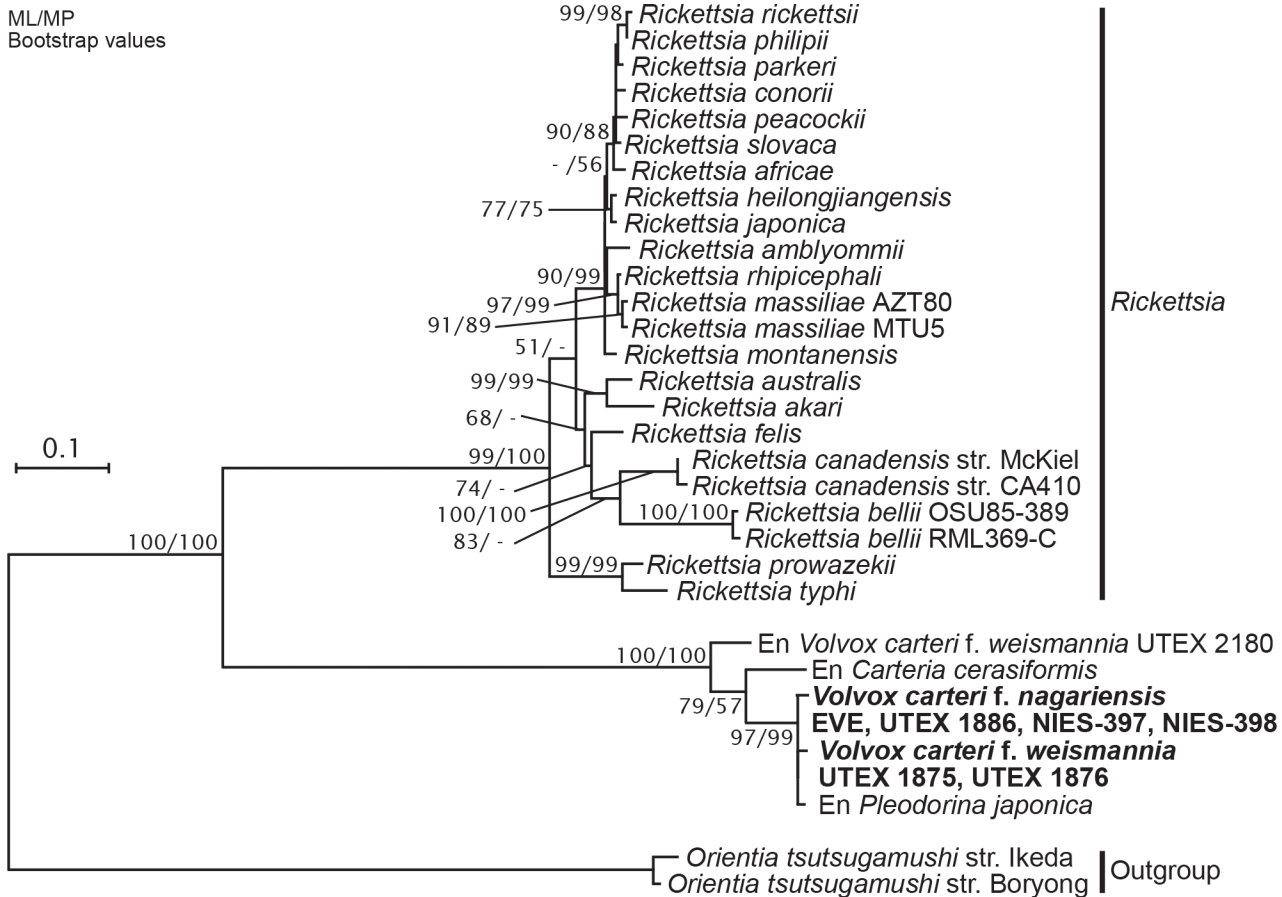 ML/MP
Bootstrap values
99/98
Rickettsia rickettsii
Rickettsia philipii
Rickettsia parkeri
Rickettsia conorii
Rickettsia peacockii
90/88
Rickettsia slovaca
- /56
Rickettsia africae
Rickettsia heilongjiangensis
77/75
Rickettsia japonica
Rickettsia amblyommii
90/99
Rickettsia rhipicephali
97/99
Rickettsia massiliae AZT80
Rickettsia
91/89
Rickettsia massiliae MTU5
51/ -
Rickettsia montanensis
99/99
Rickettsia australis
Rickettsia akari
68/ -
Rickettsia felis
0.1
99/100
Rickettsia canadensis str. McKiel
74/ -
Rickettsia canadensis str. CA410
100/100
100/100
Rickettsia bellii OSU85-389
83/ -
Rickettsia bellii RML369-C
100/100
99/99
Rickettsia prowazekii
Rickettsia typhi
En Volvox carteri f. weismannia UTEX 2180
100/100
En Carteria cerasiformis
79/57
Volvox carteri f. nagariensis
EVE, UTEX 1886, NIES-397, NIES-398
97/99
Volvox carteri f. weismannia
UTEX 1875, UTEX 1876
En Pleodorina japonica
Orientia tsutsugamushi str. Ikeda
Orientia tsutsugamushi str. Boryong
Outgroup